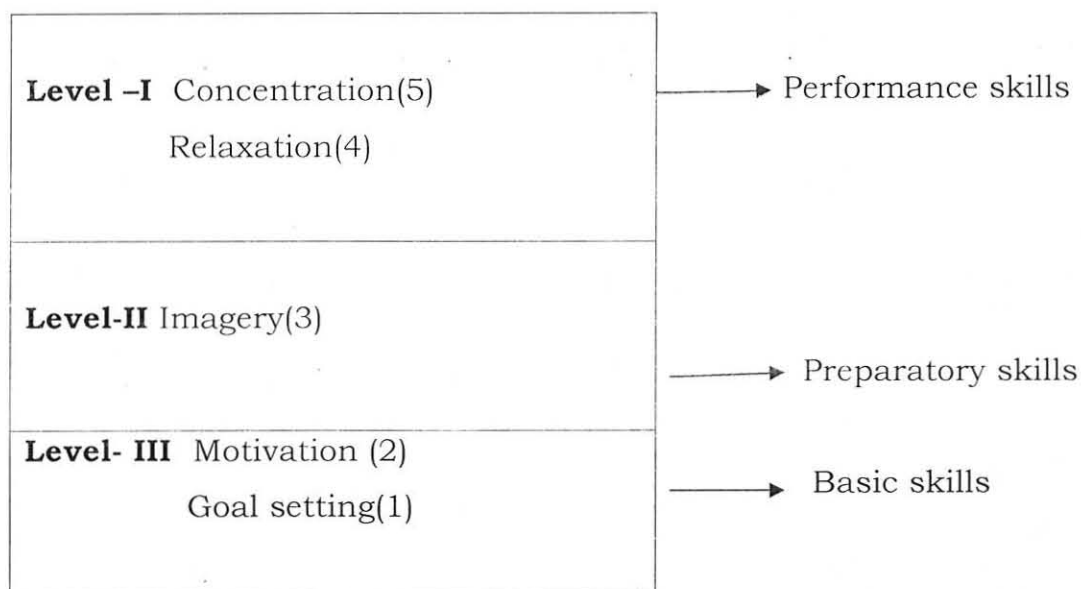 Level –I Concentration(5) Performance skills
Relaxation(4)
Level-II Imagery(3)
Preparatory skills
Level- III Motivation (2)
Basic skills
Goal setting(1)